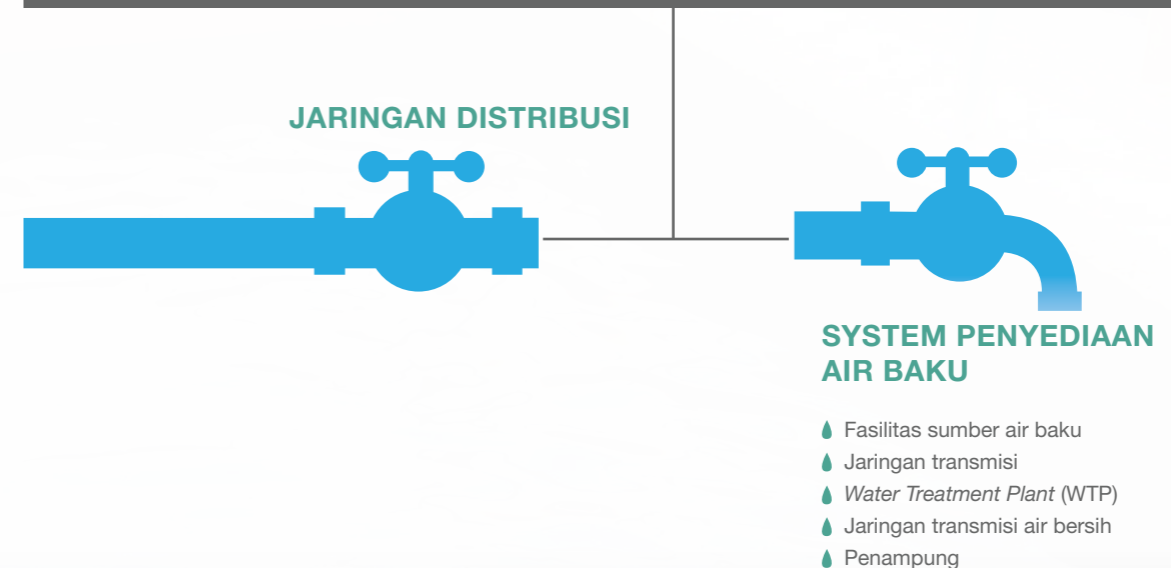 JARINGAN DISTRIBUSI
SYSTEM PENYEDIAAN
AIR BAKU
Fasilitas sumber air baku
Jaringan transmisi
Water Treatment Plant (WTP)
Jaringan transmisi air bersih
Penampung